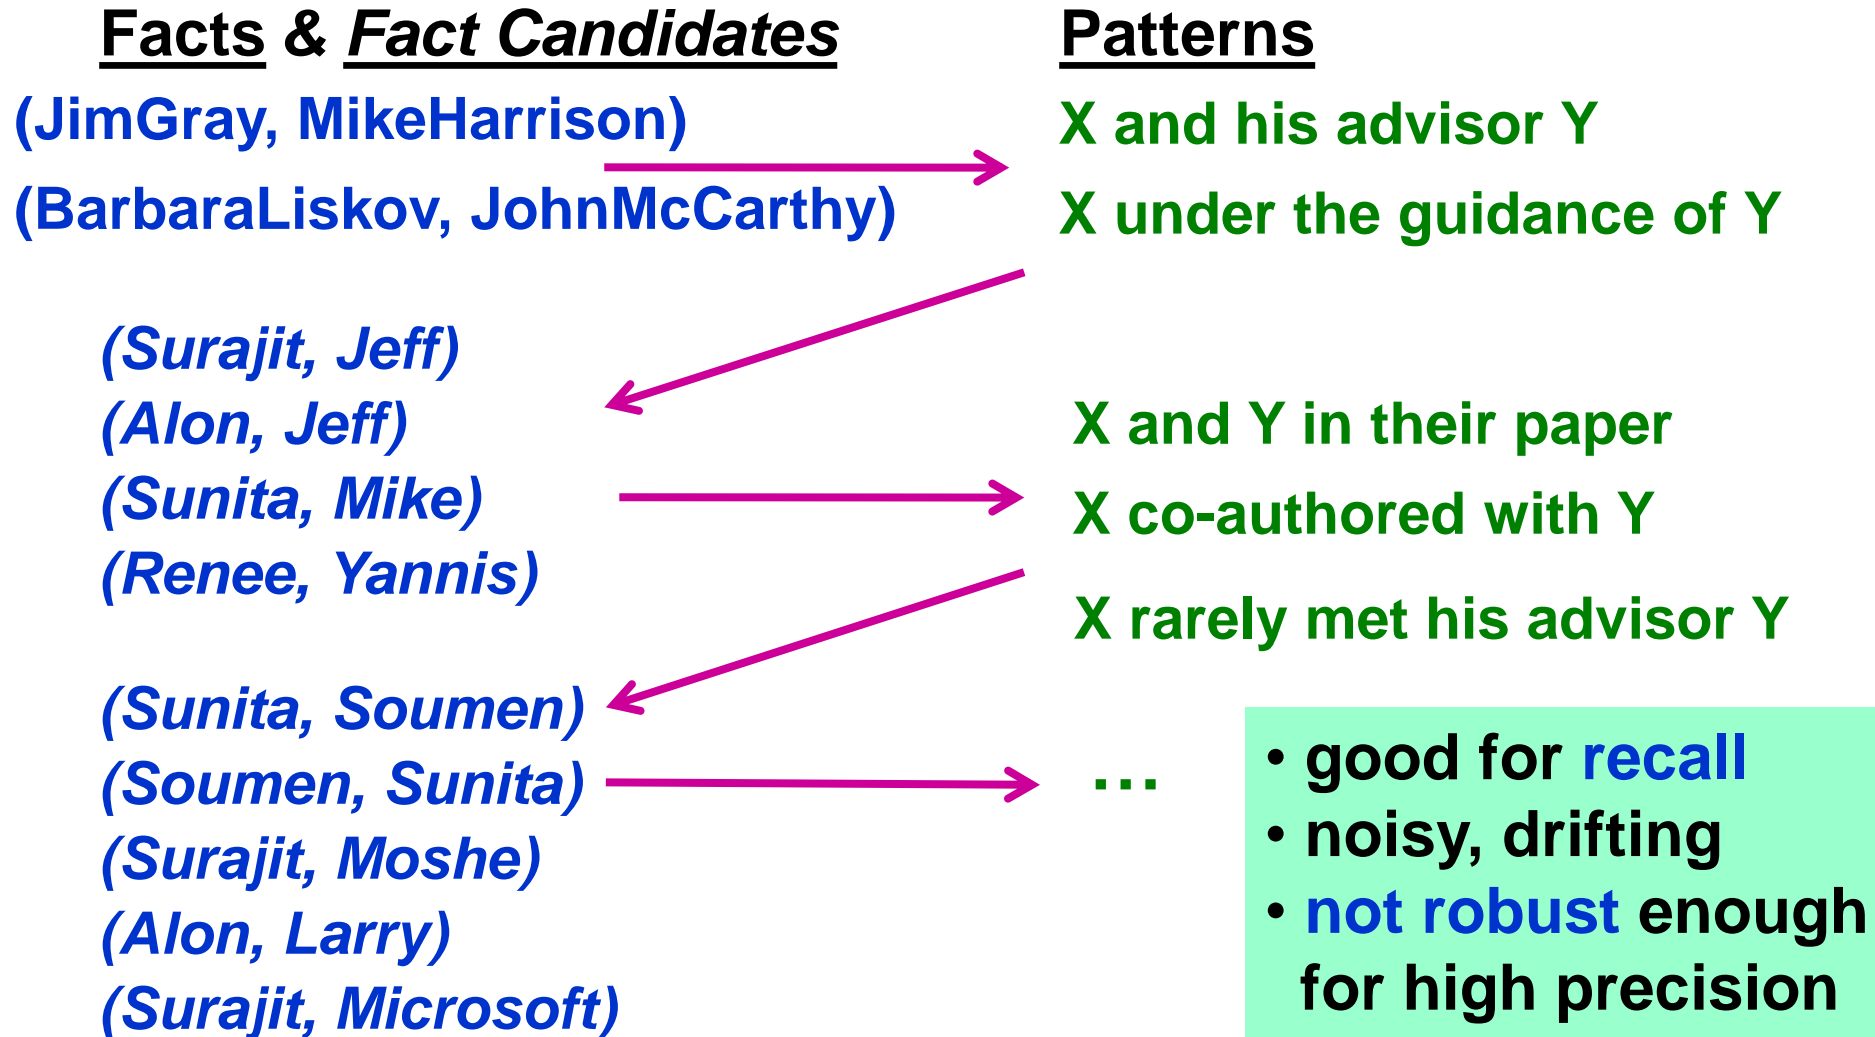 Facts & Fact Candidates
Patterns
(JimGray, MikeHarrison)
X and his advisor Y
(BarbaraLiskov, JohnMcCarthy)
X under the guidance of Y
(Surajit, Jeff)
(Alon, Jeff)
(Sunita, Mike)
(Renee, Yannis)
X and Y in their paper
X co-authored with Y
X rarely met his advisor Y
(Sunita, Soumen)
(Soumen, Sunita)
(Surajit, Moshe)
(Alon, Larry)
(Surajit, Microsoft)
…
• good for recall
• noisy, drifting
• not robust enough
for high precision